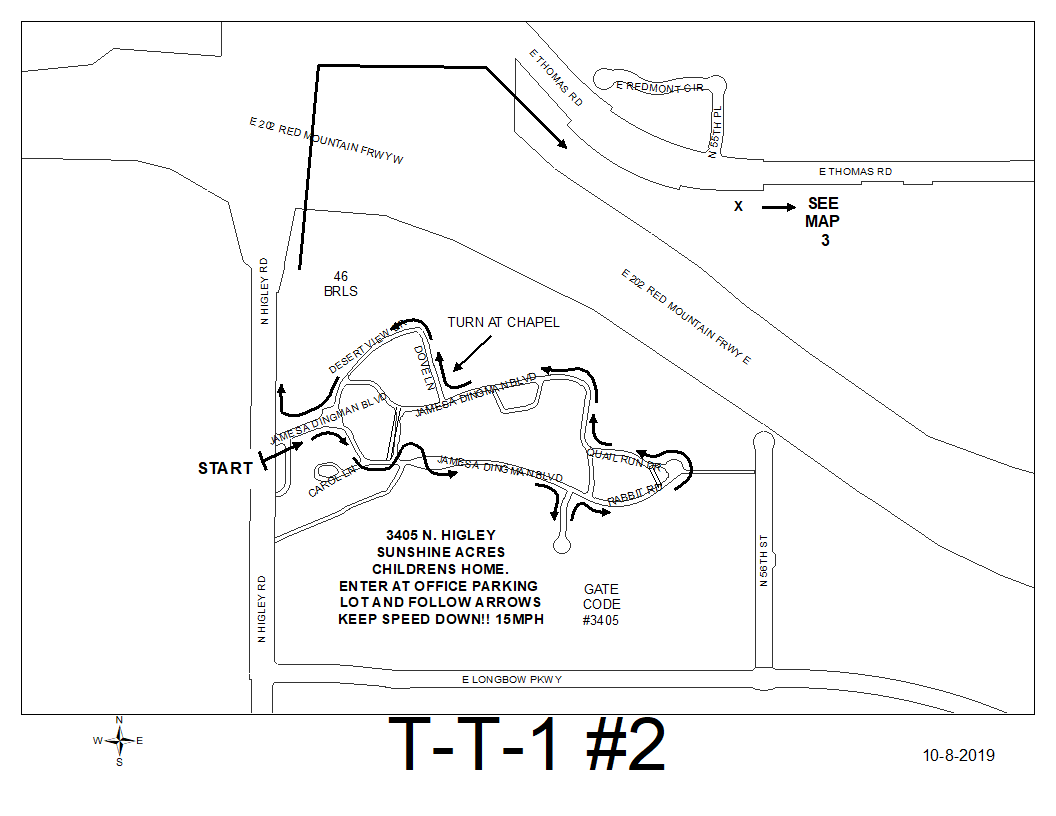 E THOMAS RD
E REDMONT CIR
N 55TH PL
E 202 RED MOUNTAIN FRWY W
E THOMAS RD
X
SEE
MAP
3
N HIGLEY RD
46
BRLS
E 202 RED MOUNTAIN FRWY E
TURN AT CHAPEL
DESERT VIEW
DOVE LN
JAMES A DINGMAN BLVD
JAMES A DINGMAN BLVD
START
CAROL LN
JAMES A DINGMAN BLVD
QUAIL RUN DR
RABBIT RD
3405 N. HIGLEY
SUNSHINE ACRES
CHILDRENS HOME.
ENTER AT OFFICE PARKING
LOT AND FOLLOW ARROWS
KEEP SPEED DOWN!! 15MPH
GATE
CODE
#3405
N 56TH ST
N HIGLEY RD
E LONGBOW PKWY
N
W E
S
T-T-1 #2
10-8-2019